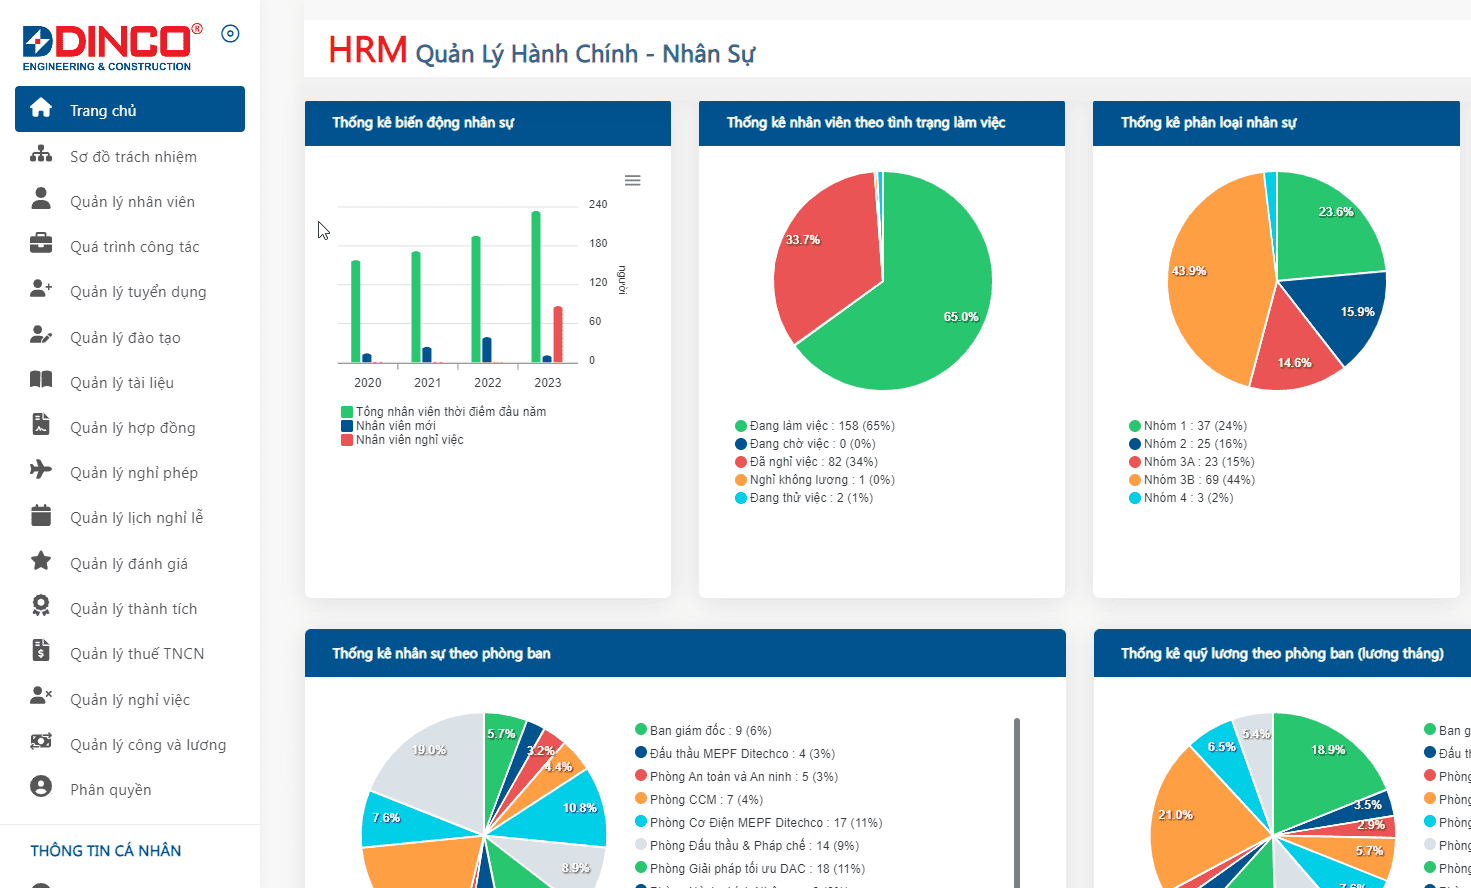 DINCO®
ENGINEERING & CONSTRUCTION
Trang chủ
Sơ đồ trách nhiệm
Quản lý nhân viên
Quá trình công tác
Quản lý tuyển dụng
Quản lý đào tạo
Quản lý tài liệu
Quản lý hợp đồng
Quản lý nghỉ phép
Quản lý lịch nghỉ lễ
Quản lý đánh giá
Quản lý thành tích
Quản lý thuế TNCN
Quản lý nghỉ việc
Quản lý công và lương
Phân quyền
THÔNG TIN CÁ NHÂN
HRM Quản Lý Hành Chính - Nhân Sự
Thống kê biến động nhân sự
240
180
120
60
0
người
2020 2021 2022 2023
Tổng nhân viên thời điểm đầu năm
Nhân viên mới
Nhân viên nghỉ việc
Thống kê nhân viên theo tình trạng làm việc
33.7%
65.0%
Đang làm việc : 158 (65%)
Đang chờ việc : 0 (0%)
Đã nghỉ việc : 82 (34%)
Nghỉ không lương : 1 (0%)
Đang thử việc : 2 (1%)
Thống kê phân loại nhân sự
23.6%
43.9%
15.9%
14.6%
Nhóm 1 : 37 (24%)
Nhóm 2 : 25 (16%)
Nhóm 3A : 23 (15%)
Nhóm 3B : 69 (44%)
Nhóm 4 : 3 (2%)
Thống kê nhân sự theo phòng ban
5.7%
19.0%
3.2%
4.4%
10.8%
7.6%
8.9%
Ban giám đốc : 9 (6%)
Đấu thầu MEPF Ditechco : 4 (3%)
Phòng An toàn và An ninh : 5 (3%)
Phòng CCM : 7 (4%)
Phòng Cơ Điện MEPF Ditechco : 17 (11%)
Phòng Đấu thầu & Pháp chế : 14 (9%)
Phòng Giải pháp tối ưu DAC : 18 (11%)
Thống kê quỹ lương theo phòng ban (lương tháng)
5.4%
6.5%
18.9%
3.5%
21.0%
2.9%
5.7%
7.6%
Ban g
Đấu th
Phòng
Phòng
Phòng
Phòng
Phòng